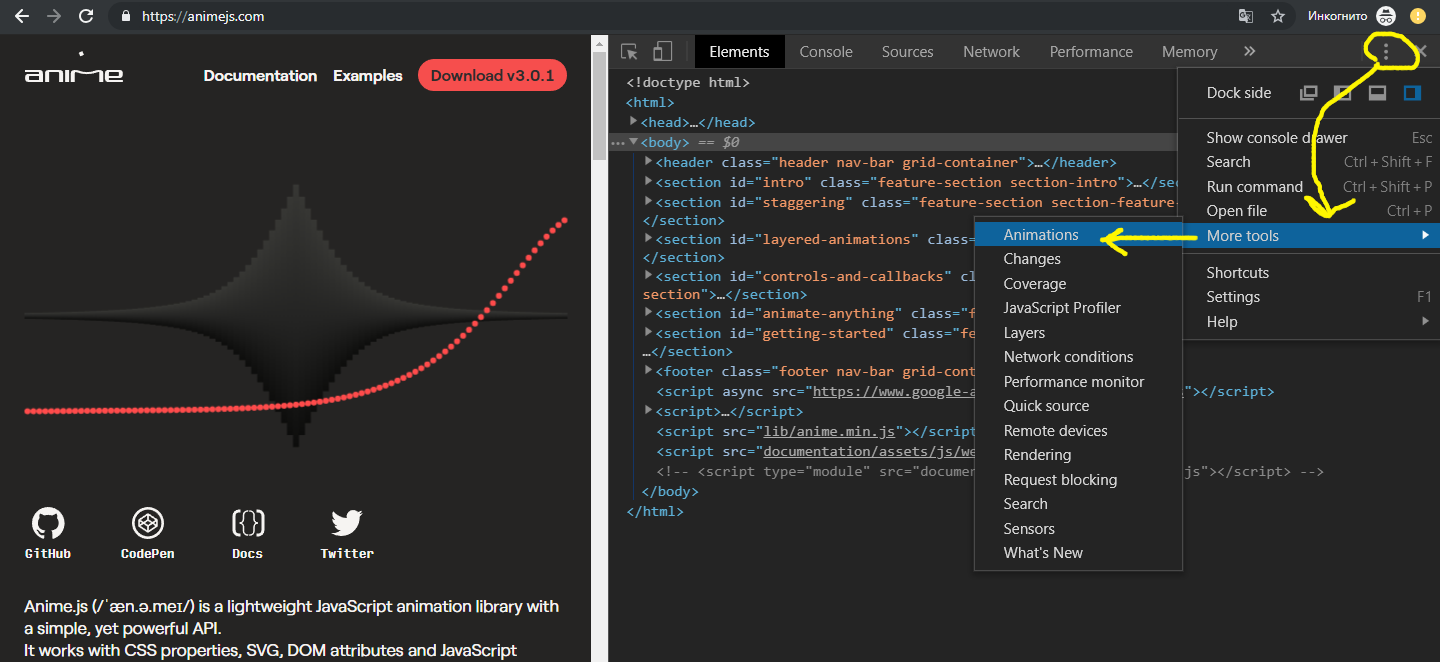 https://animejs.com
Инкогнито
anime
Documentation Examples Download v3.0.1
GitHub CodePen Docs Twitter
Anime.js (/ˈæn.ə.meɪ/) is a lightweight JavaScript animation library with
a simple, yet powerful API.
It works with CSS properties, SVG, DOM attributes and JavaScript
Elements Console Sources Network Performance Memory »
<!doctype html>
<html>
<head>…</head>
<body> == $0
<header class="header nav-bar grid-container">…</header>
<section id="intro" class="feature-section section-intro">…</sec
<section id="staggering" class="feature-section section-feature-
</section>
<section id="layered-animations" class=
</section>
<section id="controls-and-callbacks" cl
section">…</section>
<section id="animate-anything" class="f
<section id="getting-started" class="fe
…</section>
<footer class="footer nav-bar grid-cont
<script async src="https://www.google-a "></script>
<script>…</script>
<script src="lib/anime.min.js"></script
<script src="documentation/assets/js/we
<!-- <script type="module" src="documen js"></script> -->
</body>
</html>
Dock side
Show console drawer Esc
Search Ctrl + Shift + F
Run command Ctrl + Shift + P
Open file Ctrl + P
More tools
Shortcuts
Settings F1
Help
Animations
Changes
Coverage
JavaScript Profiler
Layers
Network conditions
Performance monitor
Quick source
Remote devices
Rendering
Request blocking
Search
Sensors
What's New